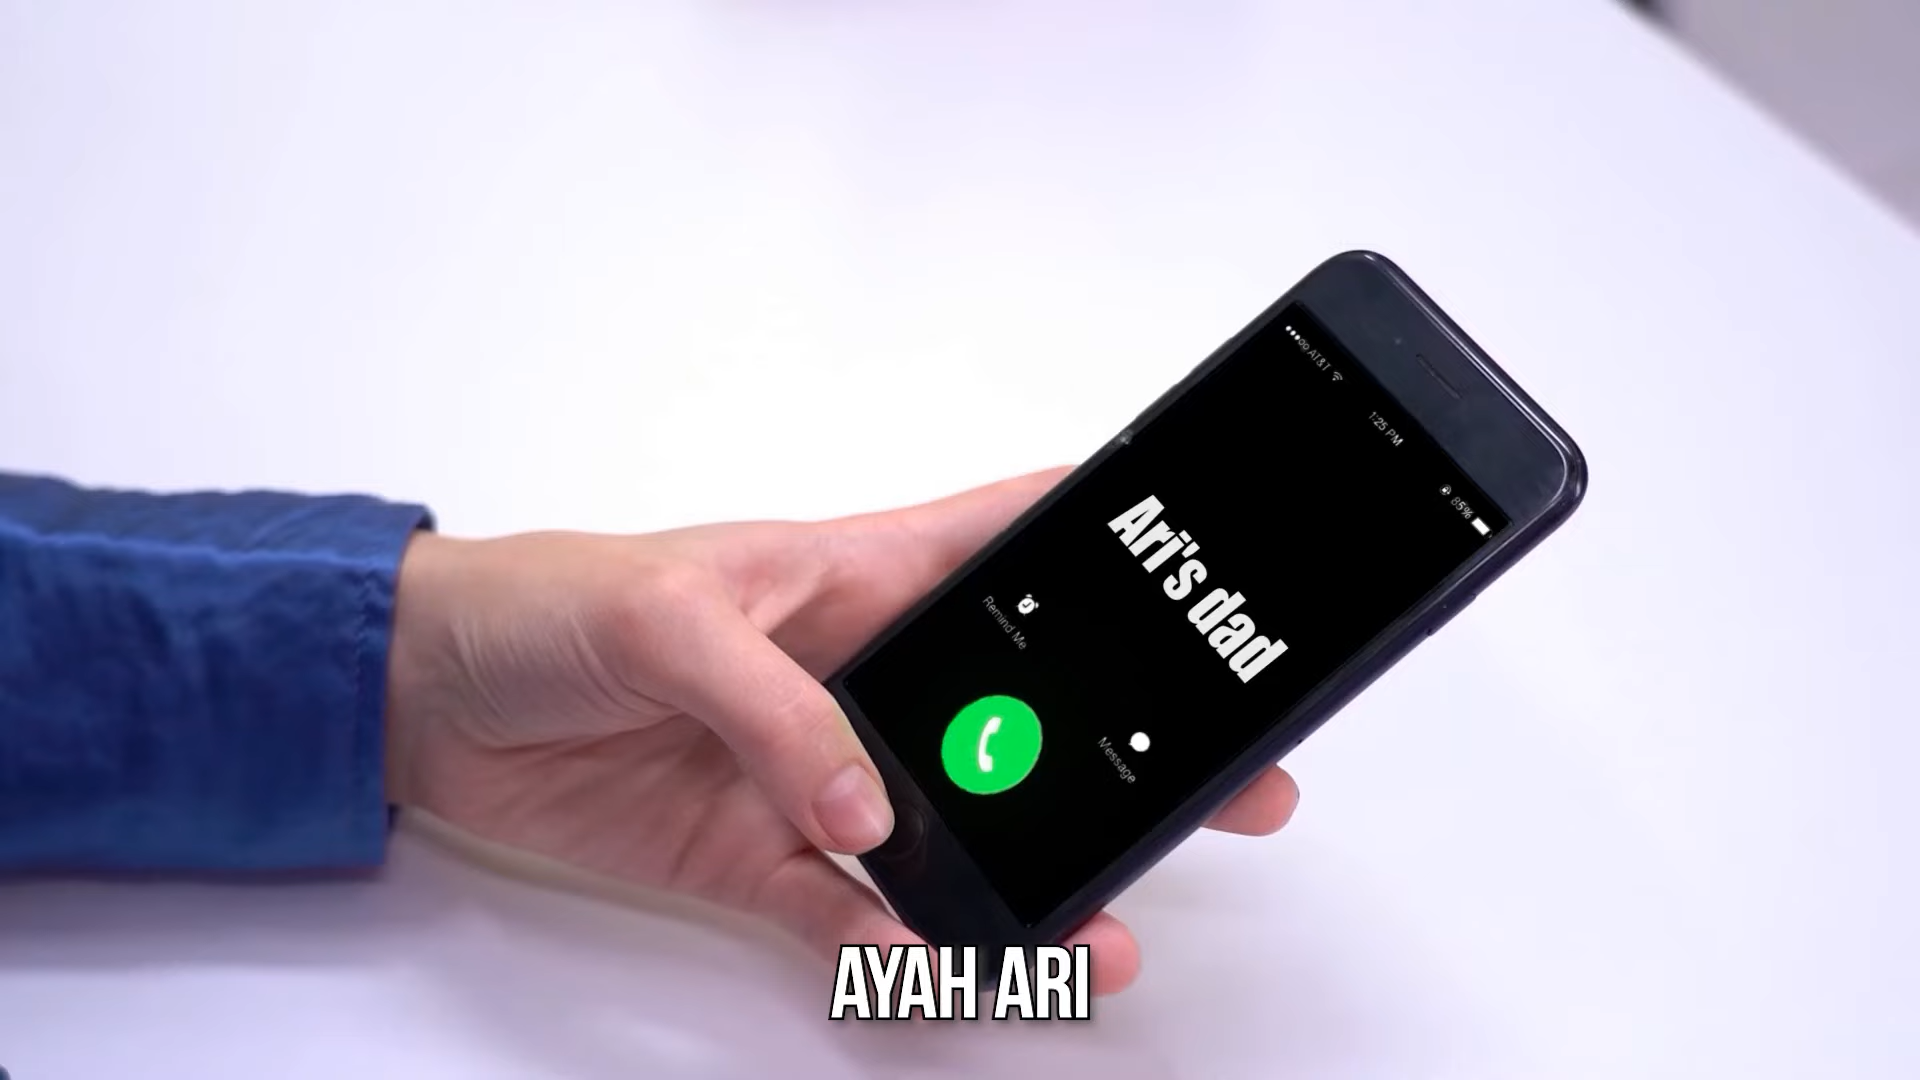 ●●●○○ AT&T
1:25 PM
85%
Ari's dad
Remind Me
Message
AYAH ARI